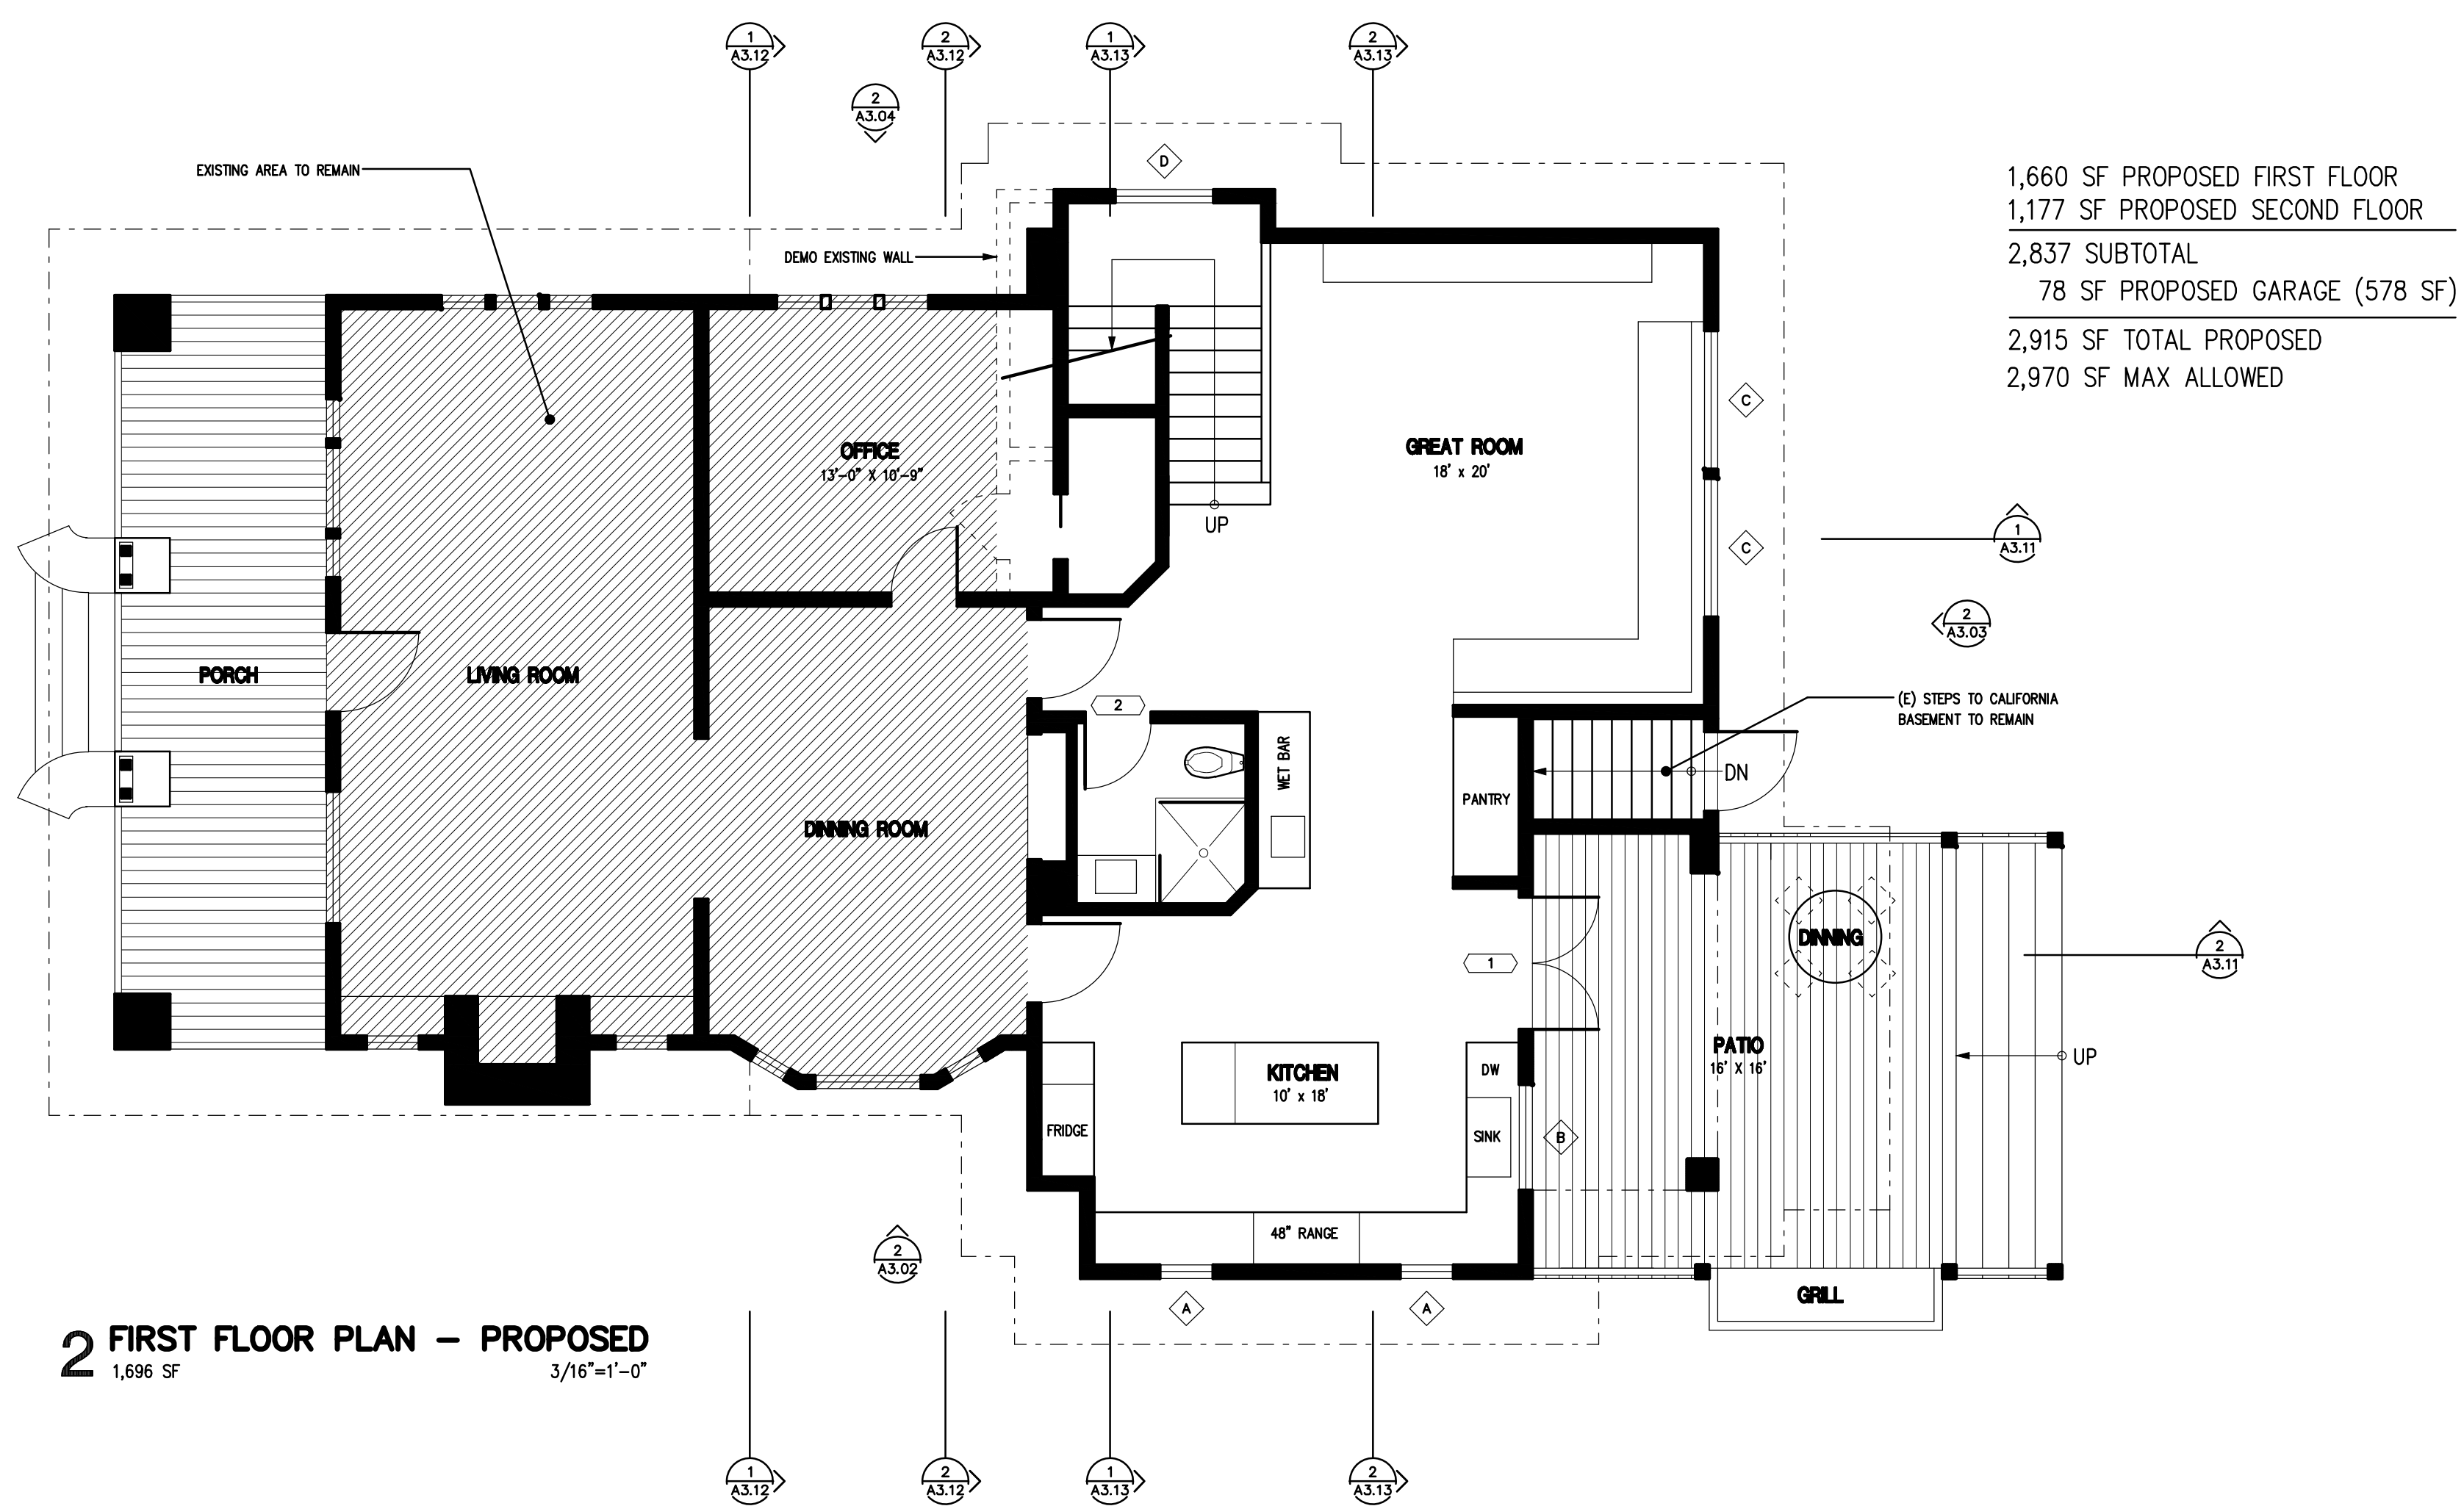 1
A3.12
2
A3.12
1
A3.13
2
A3.13
2
A3.04
D
EXISTING AREA TO REMAIN
1,660 SF PROPOSED FIRST FLOOR
1,177 SF PROPOSED SECOND FLOOR
2,837 SUBTOTAL
78 SF PROPOSED GARAGE (578 SF)
2,915 SF TOTAL PROPOSED
2,970 SF MAX ALLOWED
DEMO EXISTING WALL
C
OFFICE
13'-0" X 10'-9"
GREAT ROOM
18' x 20'
UP
1
A3.11
C
2
A3.03
PORCH
LIVING ROOM
2
(E) STEPS TO CALIFORNIA
BASEMENT TO REMAIN
WET BAR
DN
PANTRY
DINNING ROOM
DINNING
2
A3.11
1
PATIO
16' X 16'
UP
KITCHEN
10' x 18'
DW
FRIDGE
SINK
B
48" RANGE
2
A3.02
GRILL
A
A
2 FIRST FLOOR PLAN - PROPOSED
1,696 SF 3/16"=1'-0"
1
A3.12
2
A3.12
1
A3.13
2
A3.13